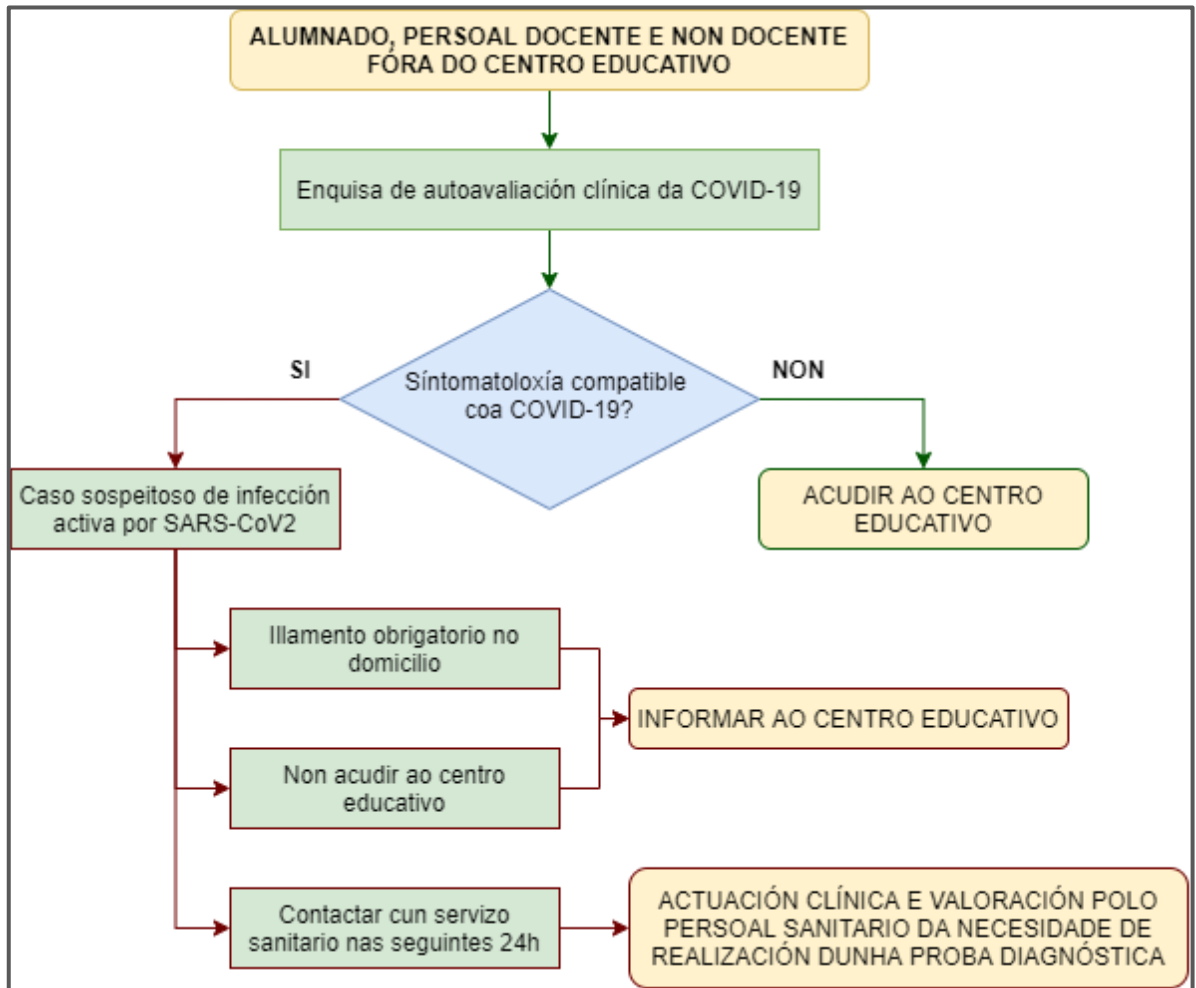 ALUMNADO, PERSOAL DOCENTE E NON DOCENTE
FÓRA DO CENTRO EDUCATIVO
Enquisa de autoavaliación clínica da COVID-19
SI
Síntomatoloxía compatible
coa COVID-19?
NON
Caso sospeitoso de infección
activa por SARS-CoV2
ACUDIR AO CENTRO
EDUCATIVO
Illamento obrigatorio no
domicilio
INFORMAR AO CENTRO EDUCATIVO
Non acudir ao centro
educativo
Contactar cun servizo
sanitario nas seguintes 24h
ACTUACIÓN CLÍNICA E VALORACIÓN POLO
PERSOAL SANITARIO DA NECESIDADE DE
REALIZACIÓN DUNHA PROBA DIAGNÓSTICA